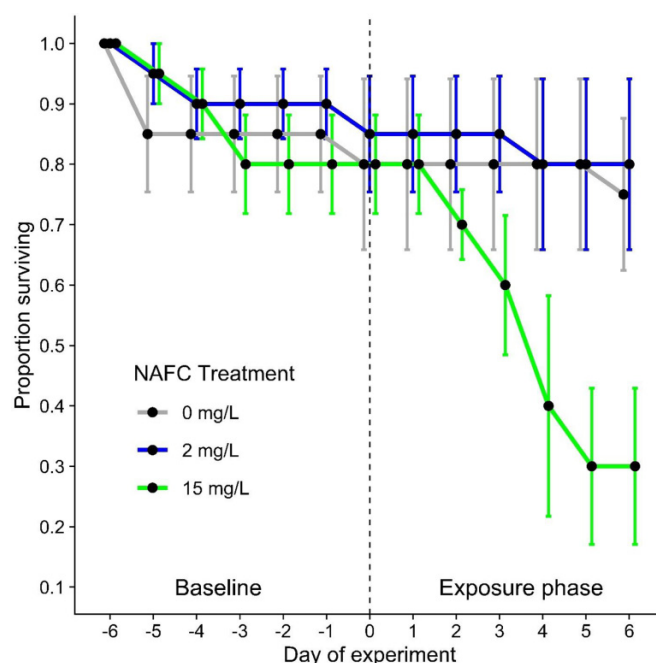 1.0
0.9
0.8
0.7
0.6
0.5
0.4
0.3
0.2
0.1
Proportion surviving
NAFC Treatment
0 mg/L
2 mg/L
15 mg/L
Baseline
Exposure phase
-6 -5 -4 -3 -2 -1 0 1 2 3 4 5 6
Day of experiment